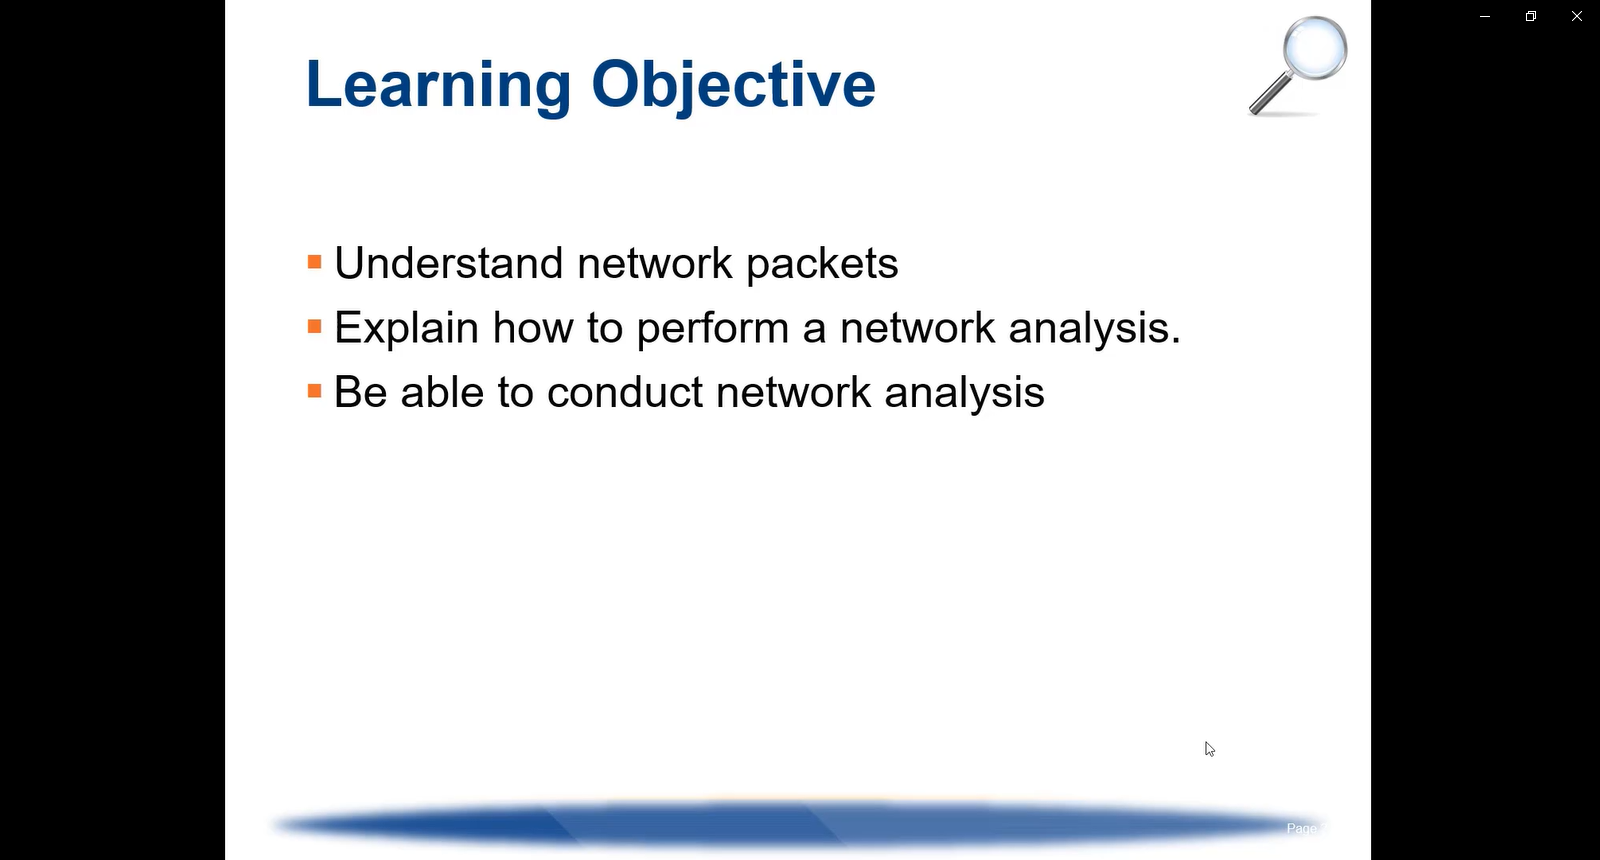 Learning Objective
Understand network packets
Explain how to perform a network analysis.
Be able to conduct network analysis
Page